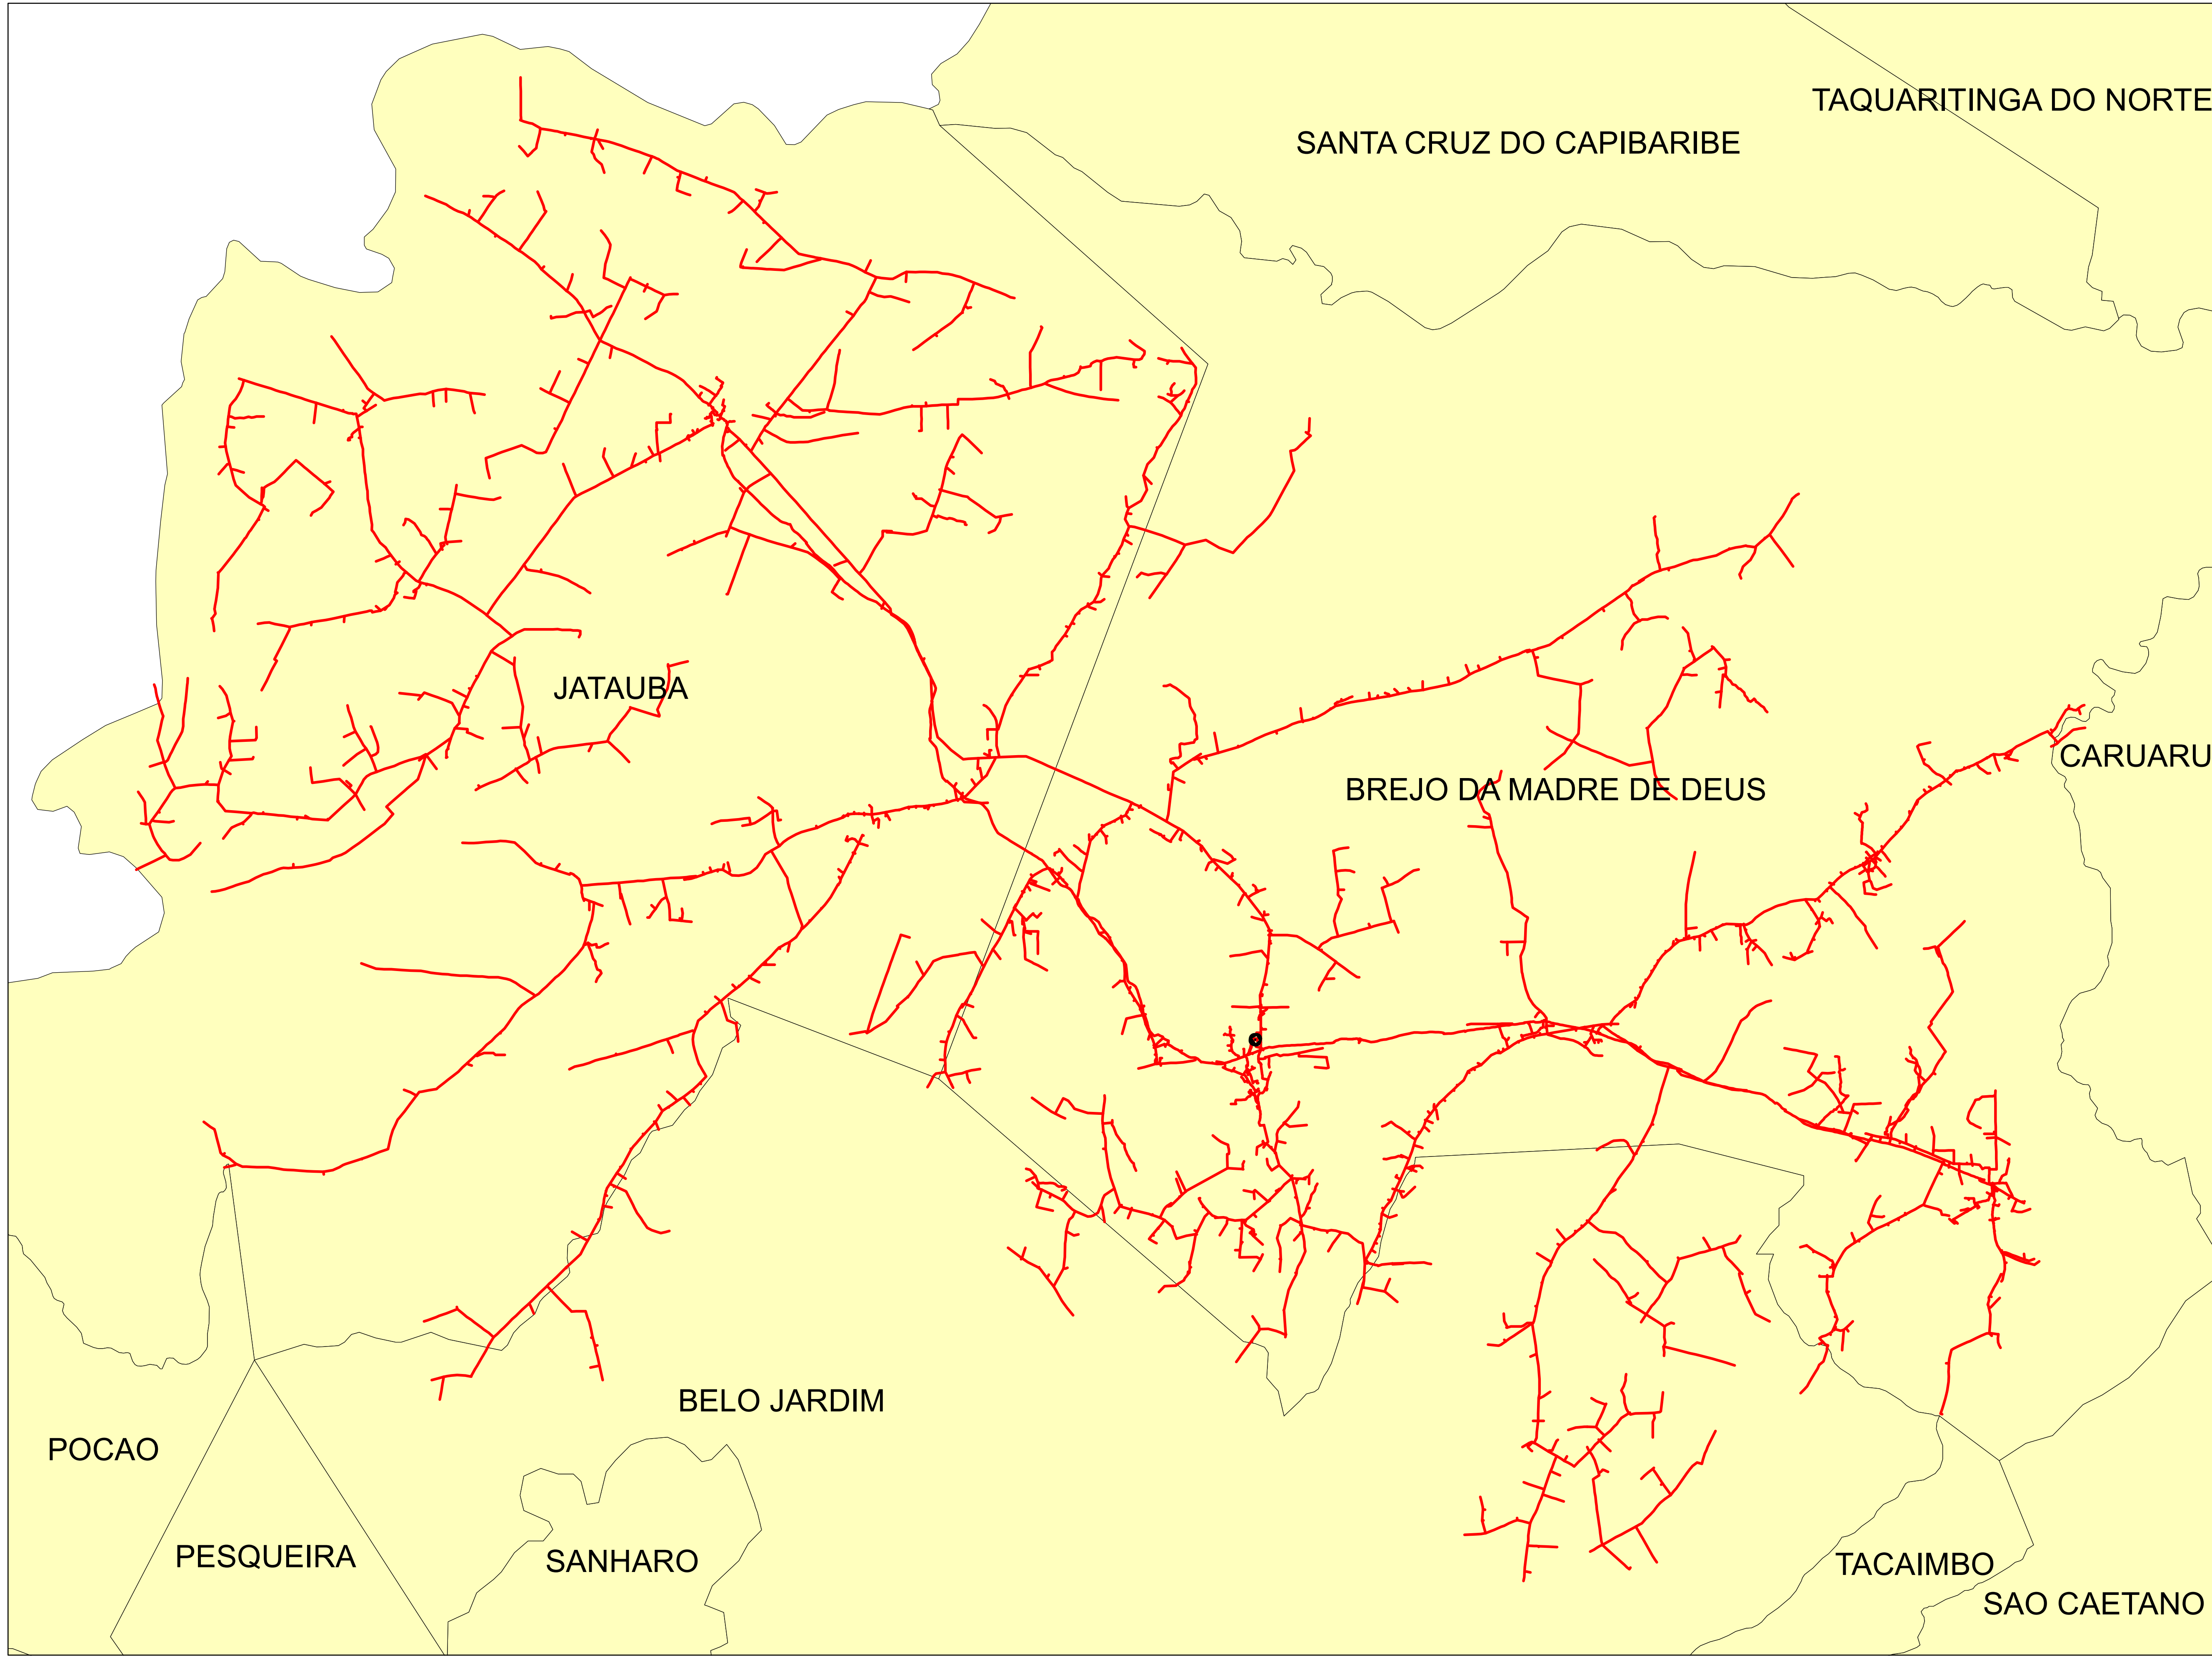 TAQUARITINGA DO NORTE
SANTA CRUZ DO CAPIBARIBE
JATAUBA
CARUARU
BREJO DA MADRE DE DEUS
BELO JARDIM
POCAO
PESQUEIRA
SANHARO
TACAIMBO
SAO CAETANO